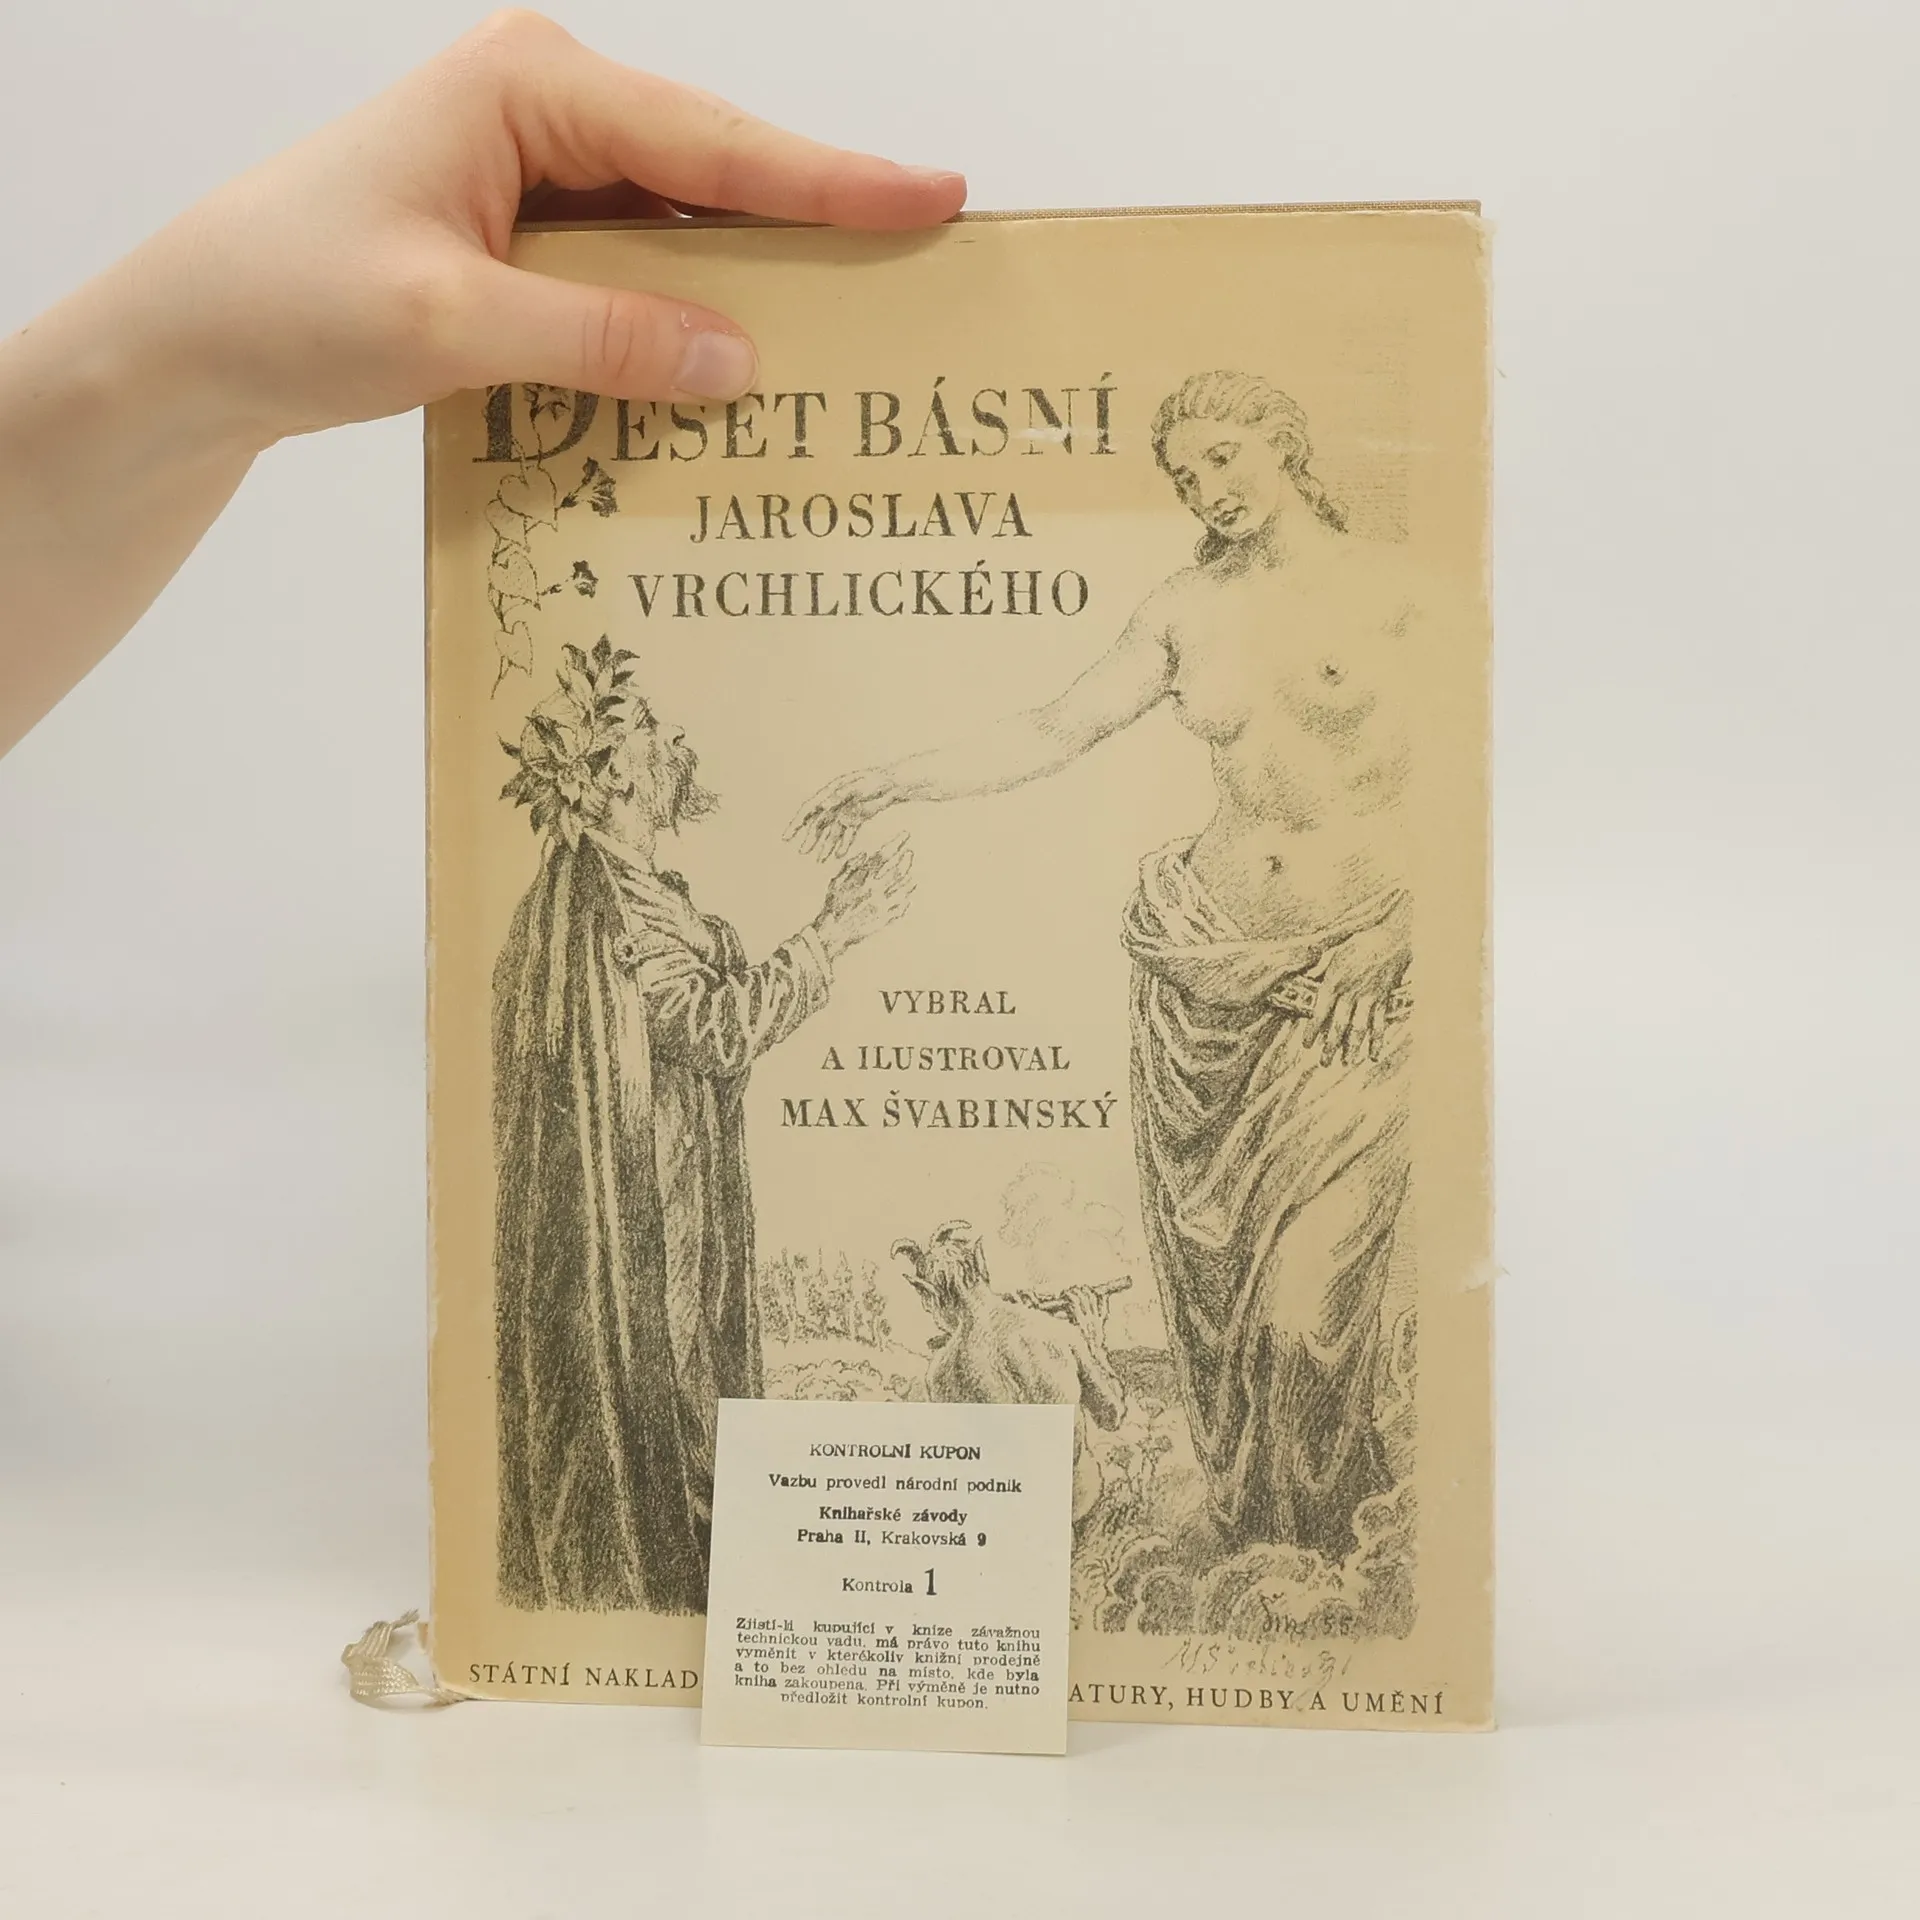 DESET BÁSNÍ
JAROSLAVA
VRCHLICKÉHO
VYBRAL
A ILUSTROVAL
MAX ŠVABINSKÝ
KONTROLNÍ KUPON
Vazbu provedl národní podnik
Knihařské závody
Praha II, Krakovská 9
Kontrola 1
Zjistí-li kupující v knize závažnou
technickou vadu, má právo tuto knihu
vyměnit v kterékoliv knižní prodejně
a to bez ohledu na místo, kde byla
kniha zakoupena. Při výměně je nutno
předložit kontrolní kupon.
STÁTNÍ NAKLAD ATURY, HUDBY A UMĚNÍ